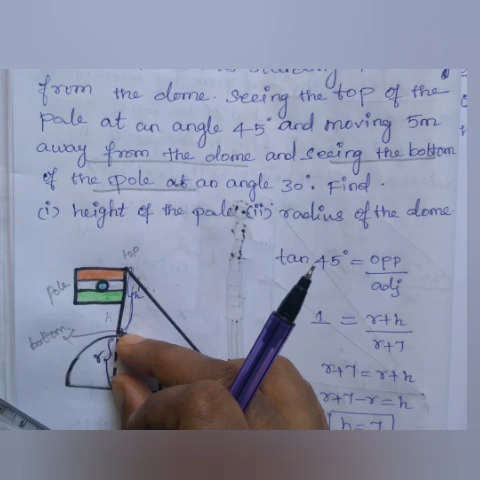 from the dome. Seeing the top of the
pole at an angle 45° and moving 5m
away from the dome and seeing the bottom
of the pole at an angle 30°. Find.
(i) height of the pole (ii) radius of the dome
top
pole
h
h
bottom
r
tan 45° = opp/adj
1 = r+h/r+7
r+7 = r+h
r+7-r = h
h = 7